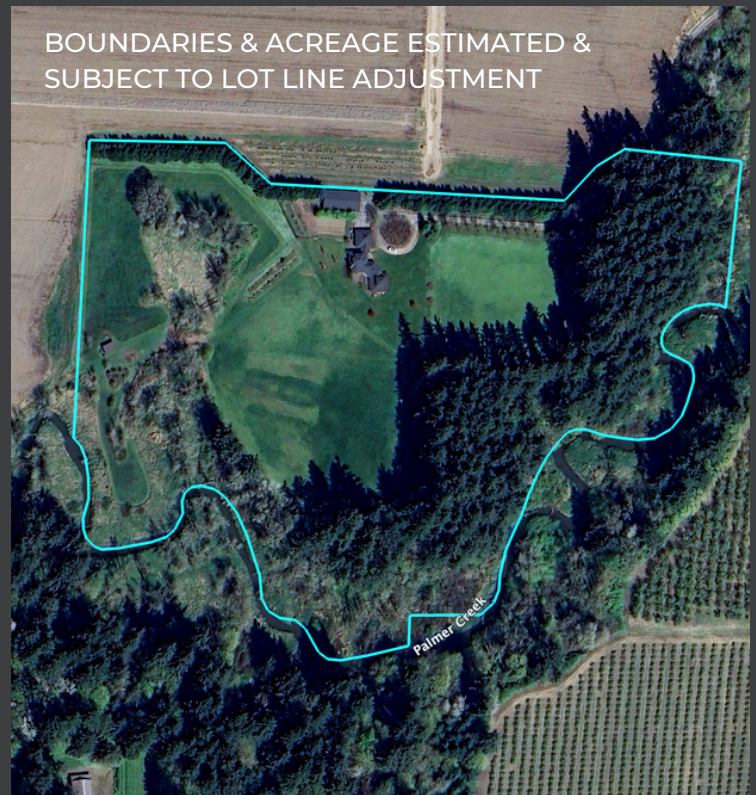 BOUNDARIES & ACREAGE ESTIMATED &
SUBJECT TO LOT LINE ADJUSTMENT
Palmer Creek